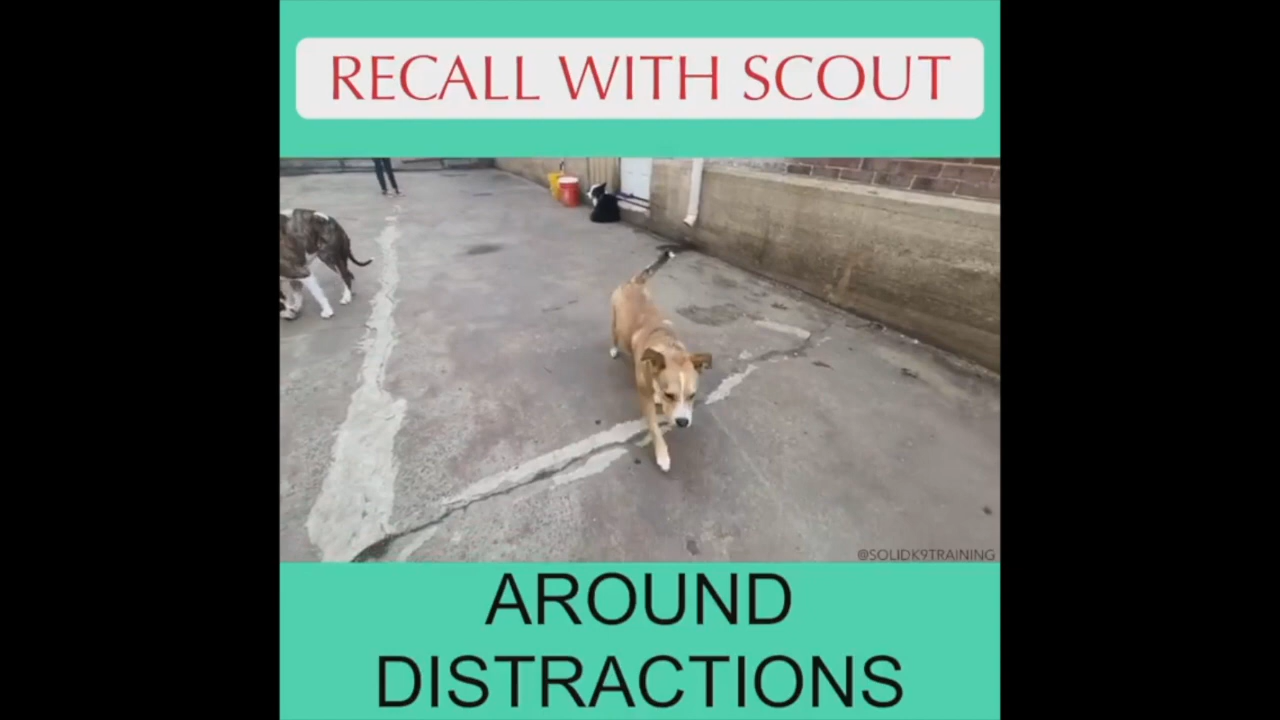 RECALL WITH SCOUT
@SOLIDK9TRAINING
AROUND
DISTRACTIONS